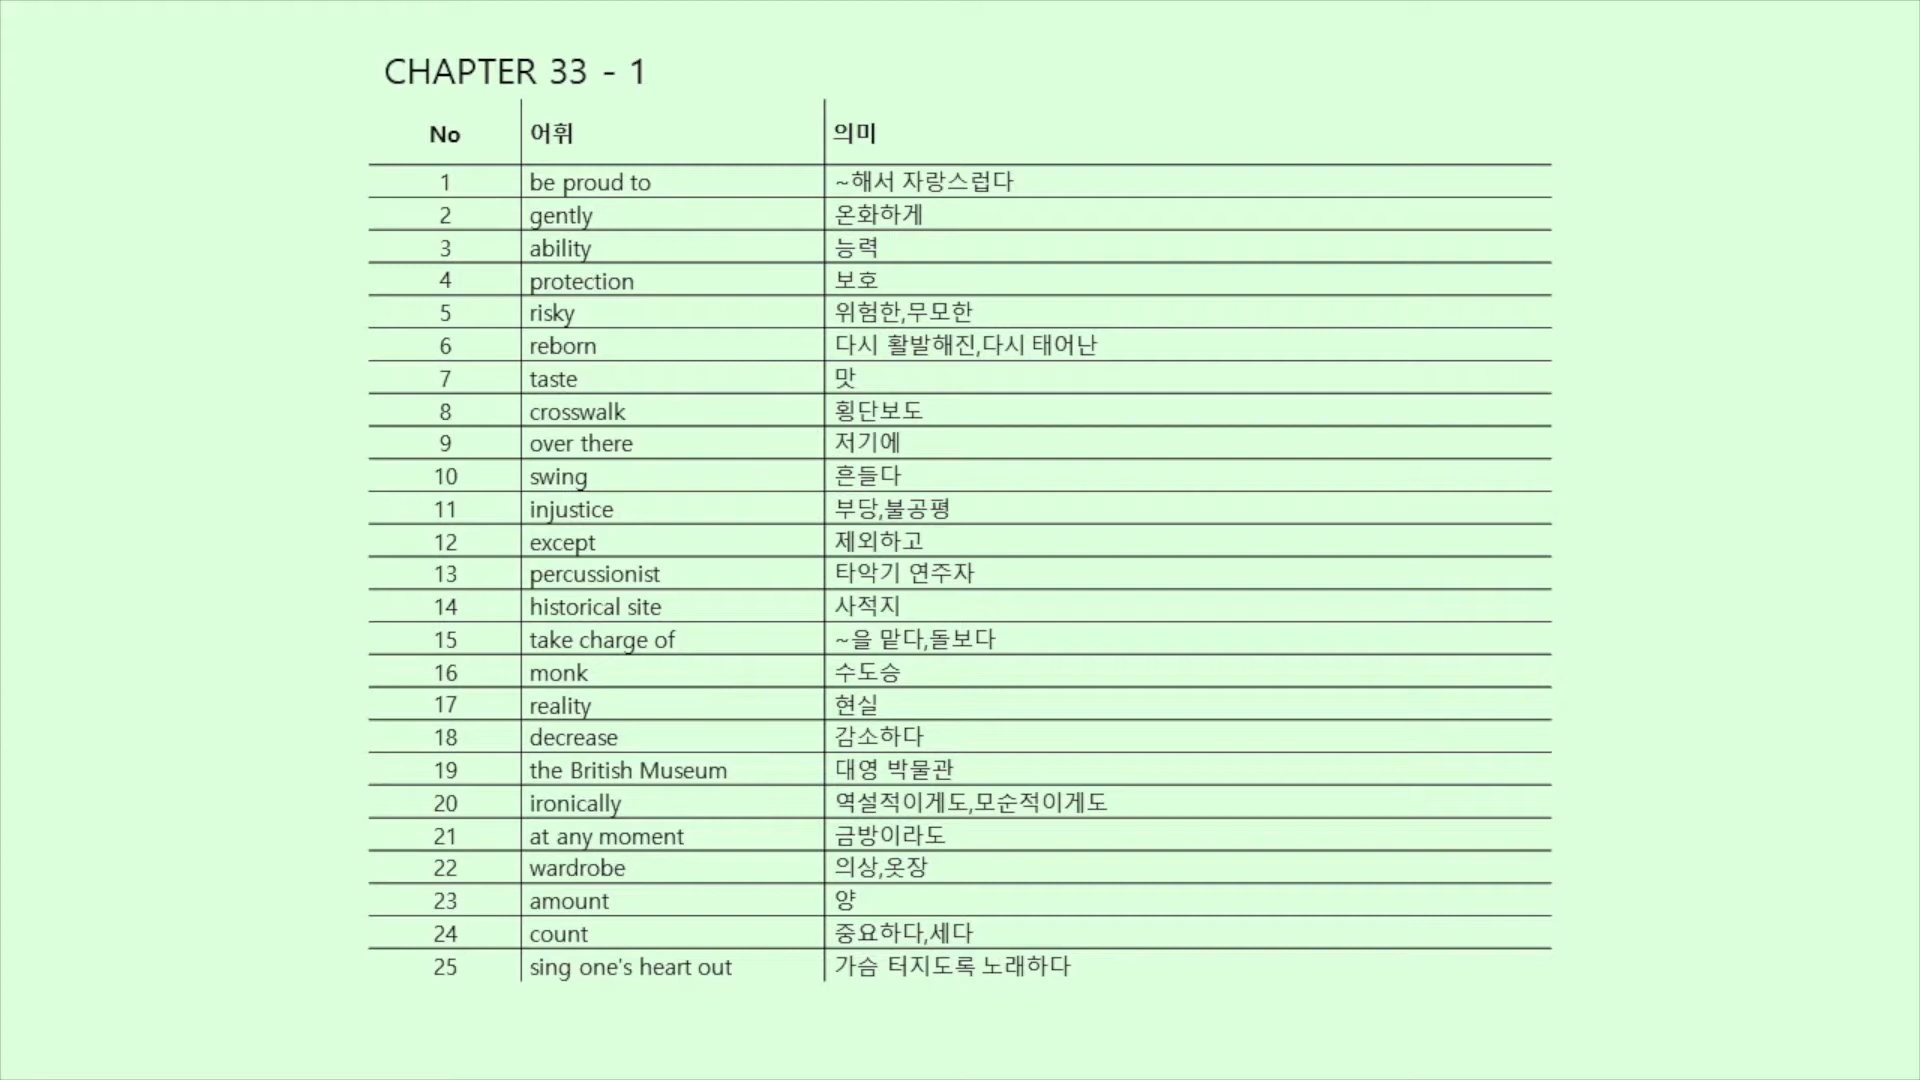 CHAPTER 33 - 1
No 어휘 의미
1 be proud to ~해서 자랑스럽다
2 gently 온화하게
3 ability 능력
4 protection 보호
5 risky 위험한,무모한
6 reborn 다시 활발해진,다시 태어난
7 taste 맛
8 crosswalk 횡단보도
9 over there 저기에
10 swing 흔들다
11 injustice 부당,불공평
12 except 제외하고
13 percussionist 타악기 연주자
14 historical site 사적지
15 take charge of ~을 맡다,돌보다
16 monk 수도승
17 reality 현실
18 decrease 감소하다
19 the British Museum 대영 박물관
20 ironically 역설적이게도,모순적이게도
21 at any moment 금방이라도
22 wardrobe 의상,옷장
23 amount 양
24 count 중요하다,세다
25 sing one's heart out 가슴 터지도록 노래하다